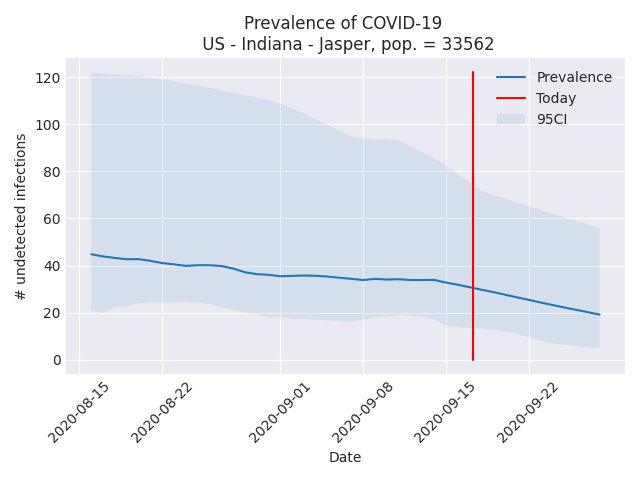 Prevalence of COVID-19
US - Indiana - Jasper, pop. = 33562
# undetected infections
120
100
80
60
40
20
0
Prevalence
Today
95CI
2020-08-15
2020-08-22
2020-09-01
2020-09-08
2020-09-15
2020-09-22
Date